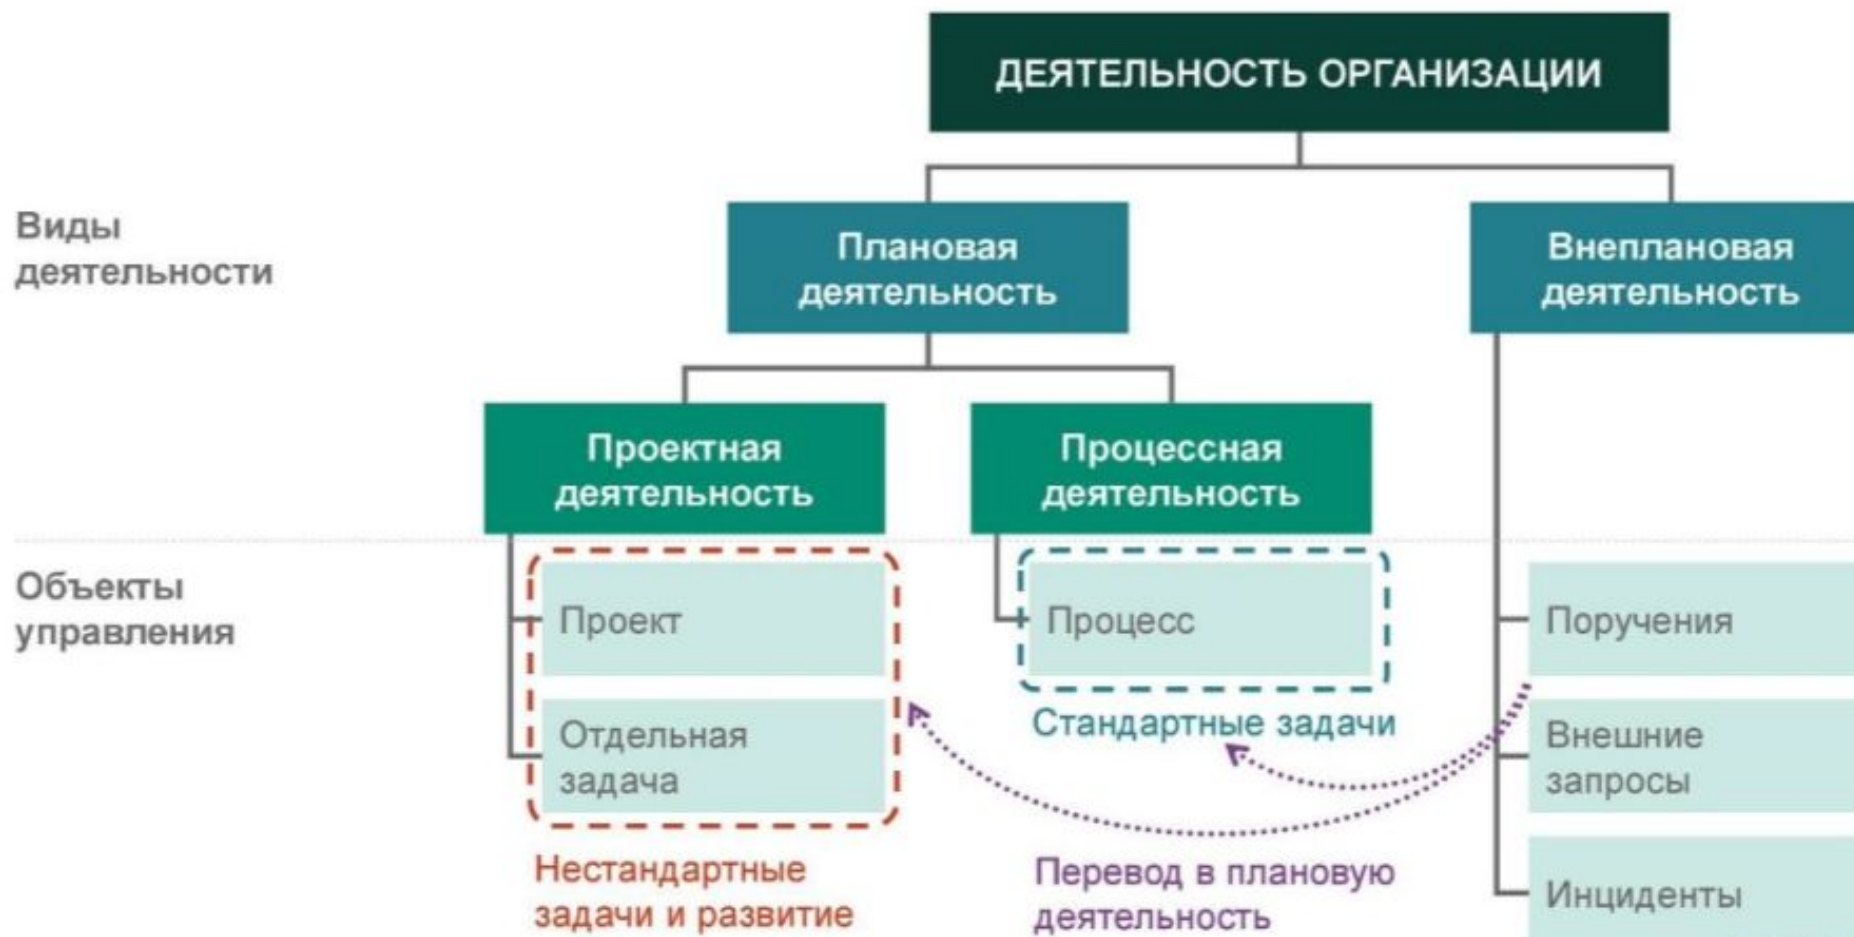 ДЕЯТЕЛЬНОСТЬ ОРГАНИЗАЦИИ
Виды
деятельности
Плановая
деятельность
Внеплановая
деятельность
Проектная
деятельность
Процессная
деятельность
Объекты
управления
Проект
Отдельная
задача
Нестандартные
задачи и развитие
Процесс
Стандартные задачи
Перевод в плановую
деятельность
Поручения
Внешние
запросы
Инциденты